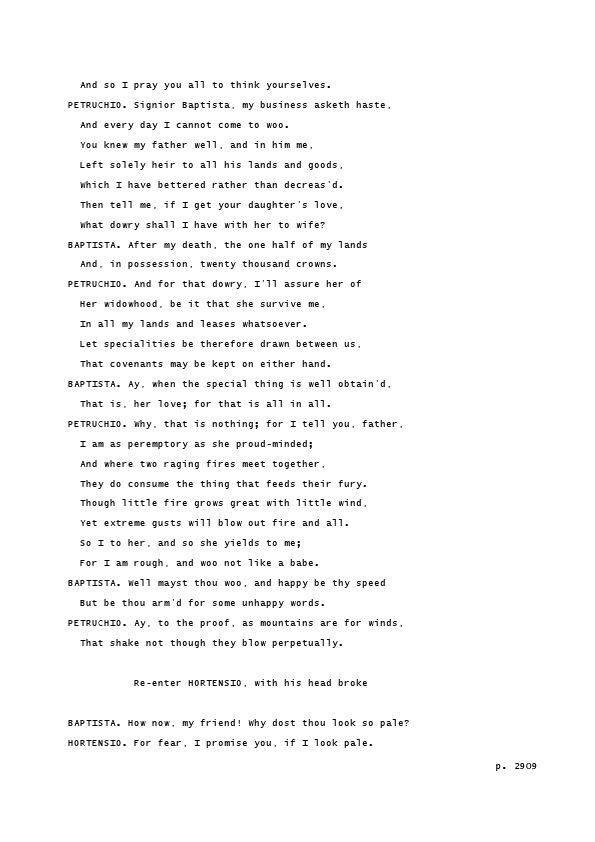 And so I pray you all to think yourselves.
PETRUCHIO. Signior Baptista, my business asketh haste,
And every day I cannot come to woo.
You knew my father well, and in him me,
Left solely heir to all his lands and goods,
Which I have bettered rather than decreas'd.
Then tell me, if I get your daughter's love,
What dowry shall I have with her to wife?
BAPTISTA. After my death, the one half of my lands
And, in possession, twenty thousand crowns.
PETRUCHIO. And for that dowry, I'll assure her of
Her widowhood, be it that she survive me,
In all my lands and leases whatsoever.
Let specialities be therefore drawn between us,
That covenants may be kept on either hand.
BAPTISTA. Ay, when the special thing is well obtain'd,
That is, her love; for that is all in all.
PETRUCHIO. Why, that is nothing; for I tell you, father,
I am as peremptory as she proud-minded;
And where two raging fires meet together,
They do consume the thing that feeds their fury.
Though little fire grows great with little wind,
Yet extreme gusts will blow out fire and all.
So I to her, and so she yields to me;
For I am rough, and woo not like a babe.
BAPTISTA. Well mayst thou woo, and happy be thy speed
But be thou arm'd for some unhappy words.
PETRUCHIO. Ay, to the proof, as mountains are for winds,
That shake not though they blow perpetually.
Re-enter HORTENSIO, with his head broke
BAPTISTA. How now, my friend! Why dost thou look so pale?
HORTENSIO. For fear, I promise you, if I look pale.
p. 2909